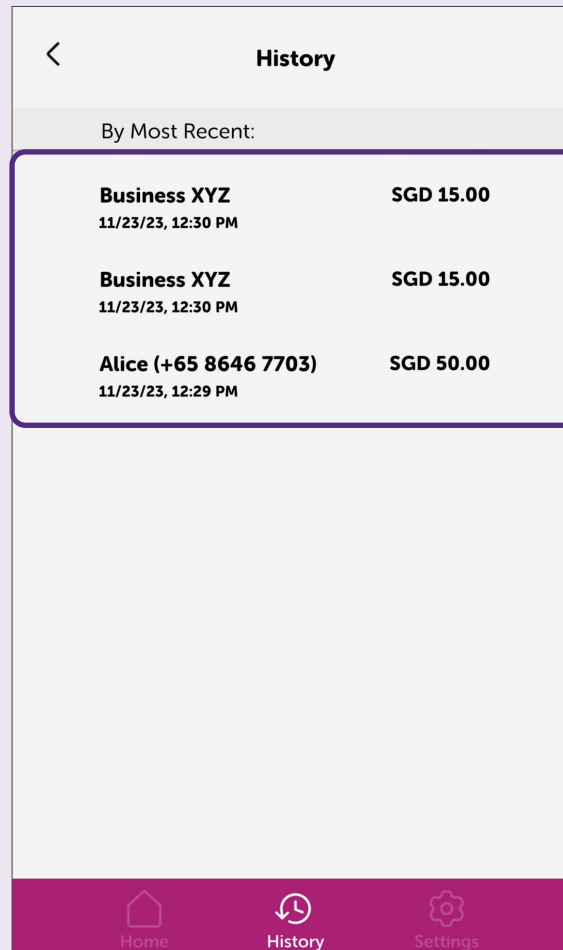 History
By Most Recent:
Business XYZ SGD 15.00
11/23/23, 12:30 PM
Business XYZ SGD 15.00
11/23/23, 12:30 PM
Alice (+65 8646 7703) SGD 50.00
11/23/23, 12:29 PM
Home History Settings